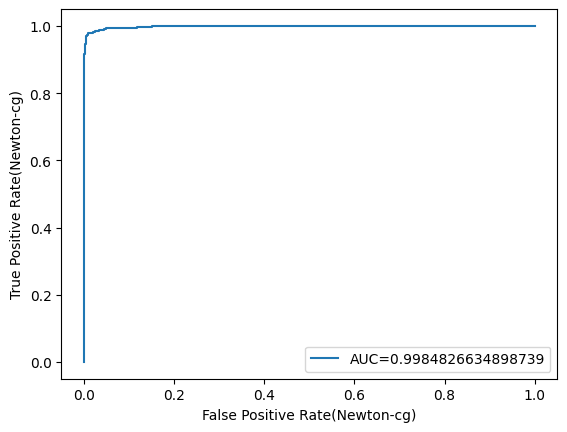 True Positive Rate(Newton-cg)
1.0
0.8
0.6
0.4
0.2
0.0
AUC=0.9984826634898739
0.0 0.2 0.4 0.6 0.8 1.0
False Positive Rate(Newton-cg)